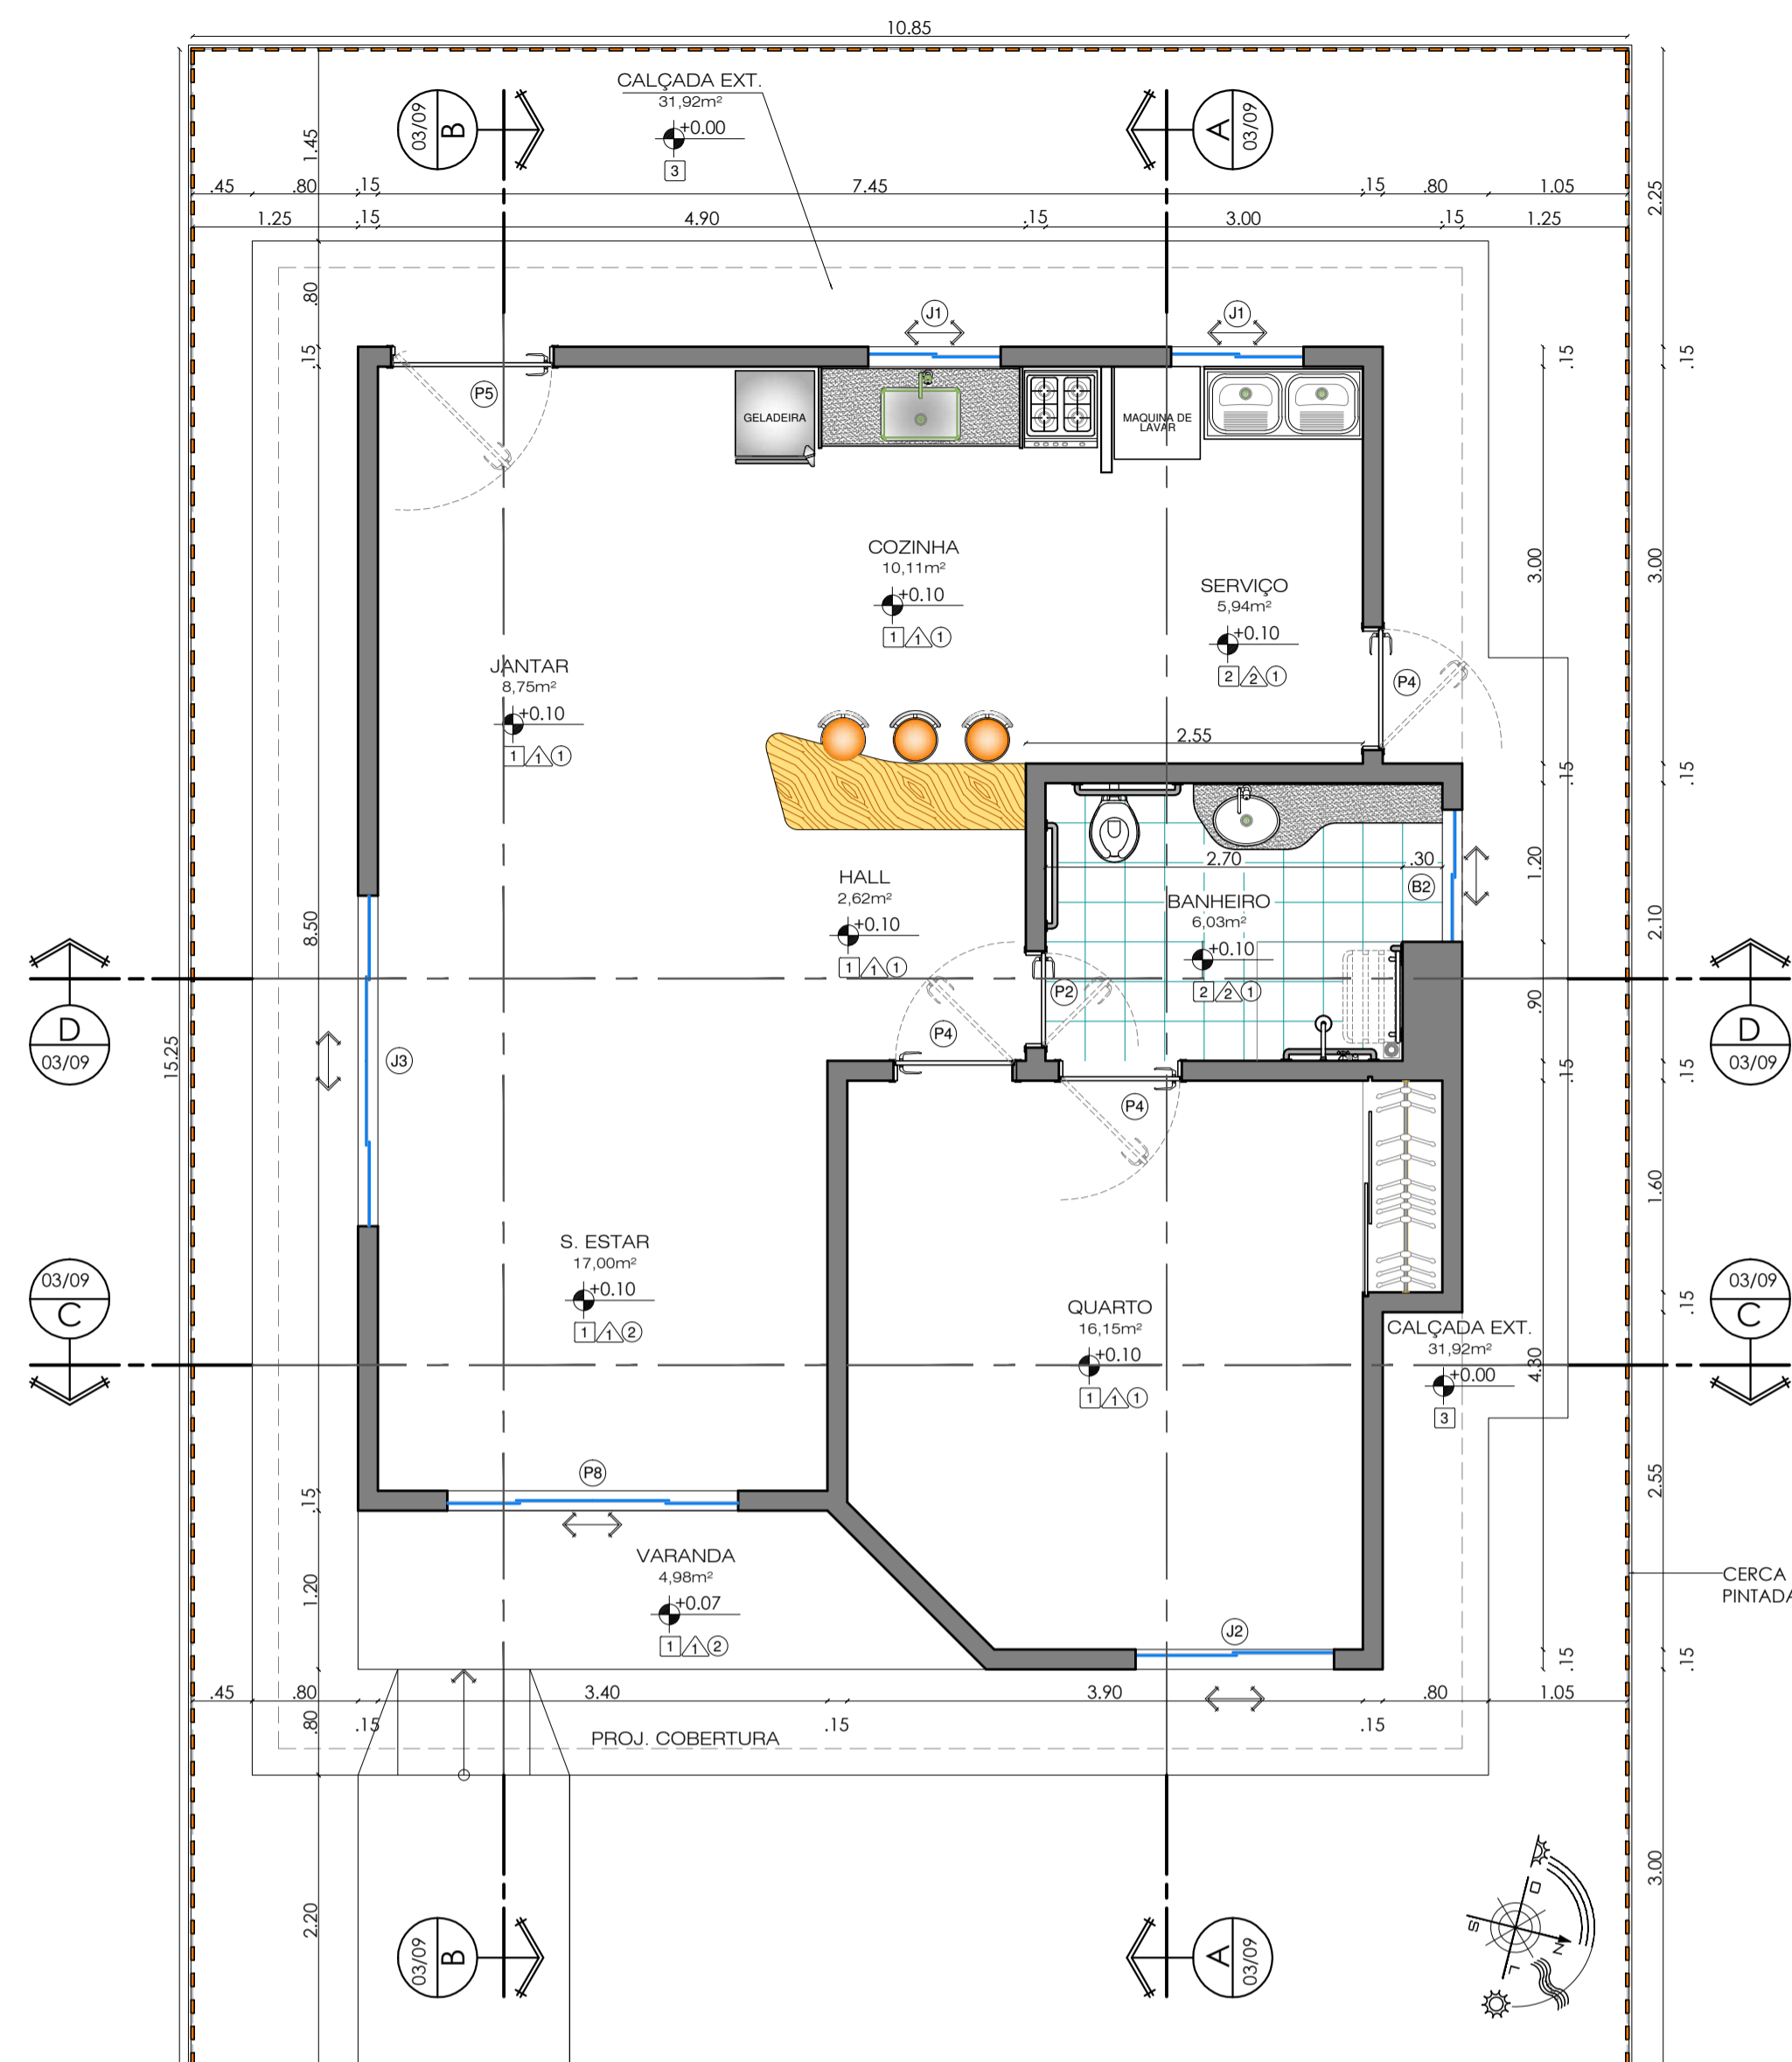 10.85
CALÇADA EXT.
31,92m²
+0.00
3
03/09
B
A
03/09
1.45
2.25
.45
.80
.15
7.45
.15
.80
1.05
1.25
.15
4.90
.15
3.00
.15
1.25
.80
.15
J1
J1
.15
.15
P5
GELADEIRA
MAQUINA DE
LAVAR
COZINHA
10,11m²
+0.10
1 1 1
SERVIÇO
5,94m²
+0.10
2 2 1
3.00
3.00
JANTAR
8,75m²
+0.10
1 1 1
P4
2.55
.15
.15
2.70
.30
1.20
HALL
2,62m²
+0.10
1 1 1
BANHEIRO
6,03m²
+0.10
2 2 1
B2
8.50
2.10
P2
.90
P4
D
03/09
D
03/09
15.25
J3
.15
.15
P4
1.60
S. ESTAR
17,00m²
+0.10
1 1 2
03/09
C
03/09
C
QUARTO
16,15m²
+0.10
1 1 1
.15
CALÇADA EXT.
31,92m²
+0.00
3
4.30
P8
.15
2.55
VARANDA
4,98m²
+0.07
1 1 2
1.20
CERCA
PINTADA
J2
.15
.15
.45
.80
3.40
3.90
.80
1.05
.80
.15
.15
.15
PROJ. COBERTURA
2.20
3.00
03/09
B
A
03/09
O
S
N
L